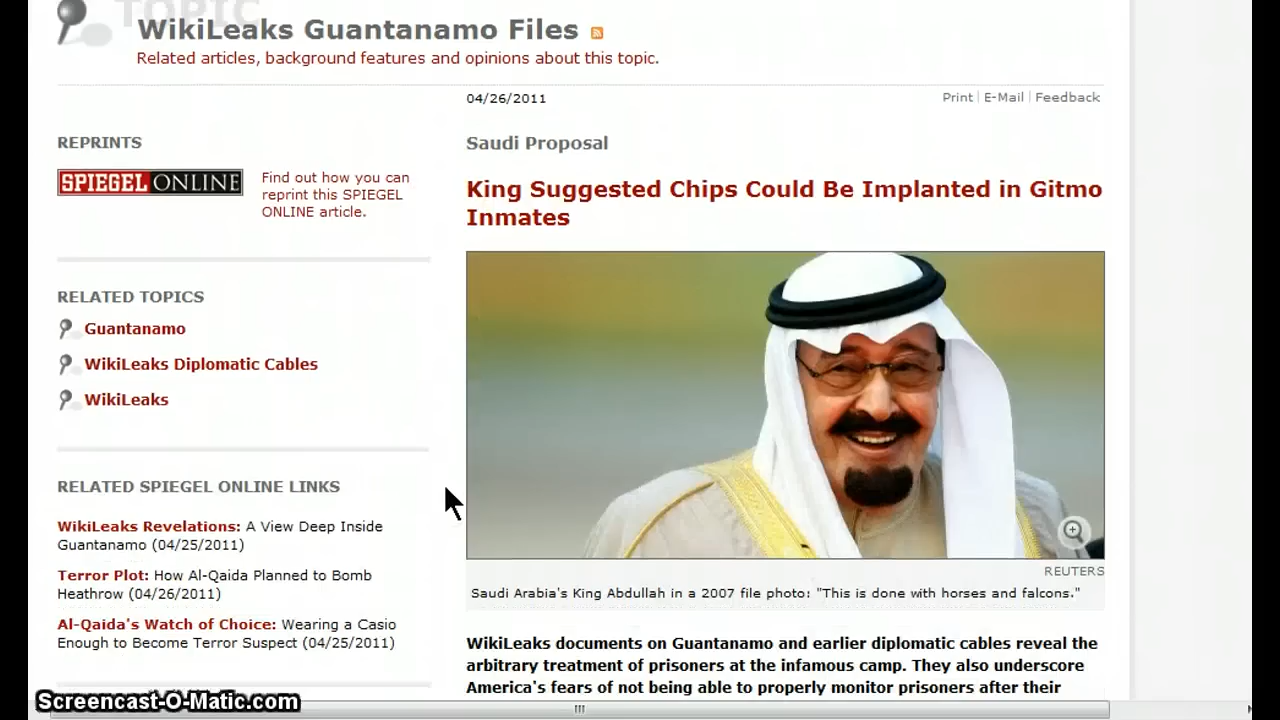 TOPIC
WikiLeaks Guantanamo Files
Related articles, background features and opinions about this topic.
04/26/2011
Print | E-Mail | Feedback
REPRINTS
SPIEGEL ONLINE
Find out how you can
reprint this SPIEGEL
ONLINE article.
RELATED TOPICS
Guantanamo
WikiLeaks Diplomatic Cables
WikiLeaks
RELATED SPIEGEL ONLINE LINKS
WikiLeaks Revelations: A View Deep Inside
Guantanamo (04/25/2011)
Terror Plot: How Al-Qaida Planned to Bomb
Heathrow (04/26/2011)
Al-Qaida's Watch of Choice: Wearing a Casio
Enough to Become Terror Suspect (04/25/2011)
Saudi Proposal
King Suggested Chips Could Be Implanted in Gitmo
Inmates
REUTERS
Saudi Arabia's King Abdullah in a 2007 file photo: "This is done with horses and falcons."
WikiLeaks documents on Guantanamo and earlier diplomatic cables reveal the
arbitrary treatment of prisoners at the infamous camp. They also underscore
America's fears of not being able to properly monitor prisoners after their
Screencast-O-Matic.com